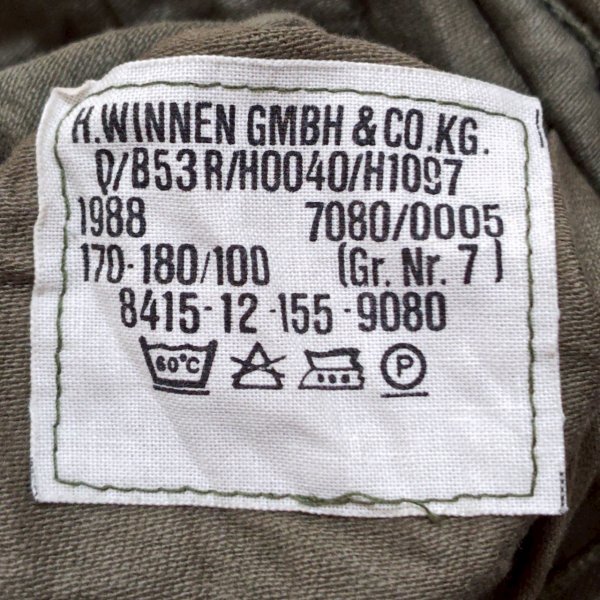 H.WINNEN GMBH & CO.KG.
Q/B53R/H0040/H1097
1988 7080/0005
170-180/100 (Gr. Nr. 7)
8415-12-155-9080
60°C P